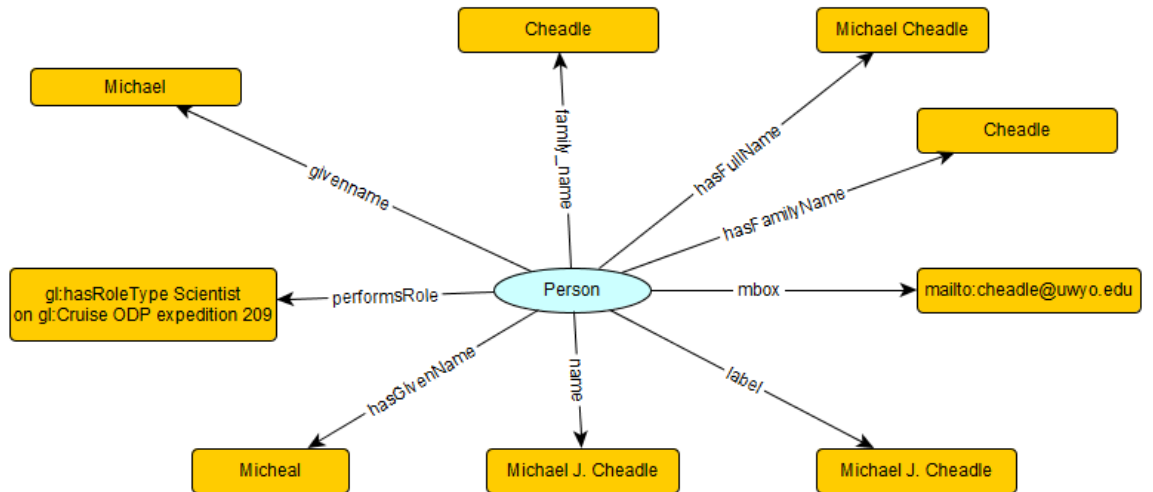 Cheadle
Michael Cheadle
Michael
Cheadle
givenname
family_name
hasFullName
hasFamilyName
gl:hasRoleType Scientist
on gl:Cruise ODP expedition 209
performsRole
Person
mbox
mailto:cheadle@uwyo.edu
hasGivenName
name
label
Micheal
Michael J. Cheadle
Michael J. Cheadle